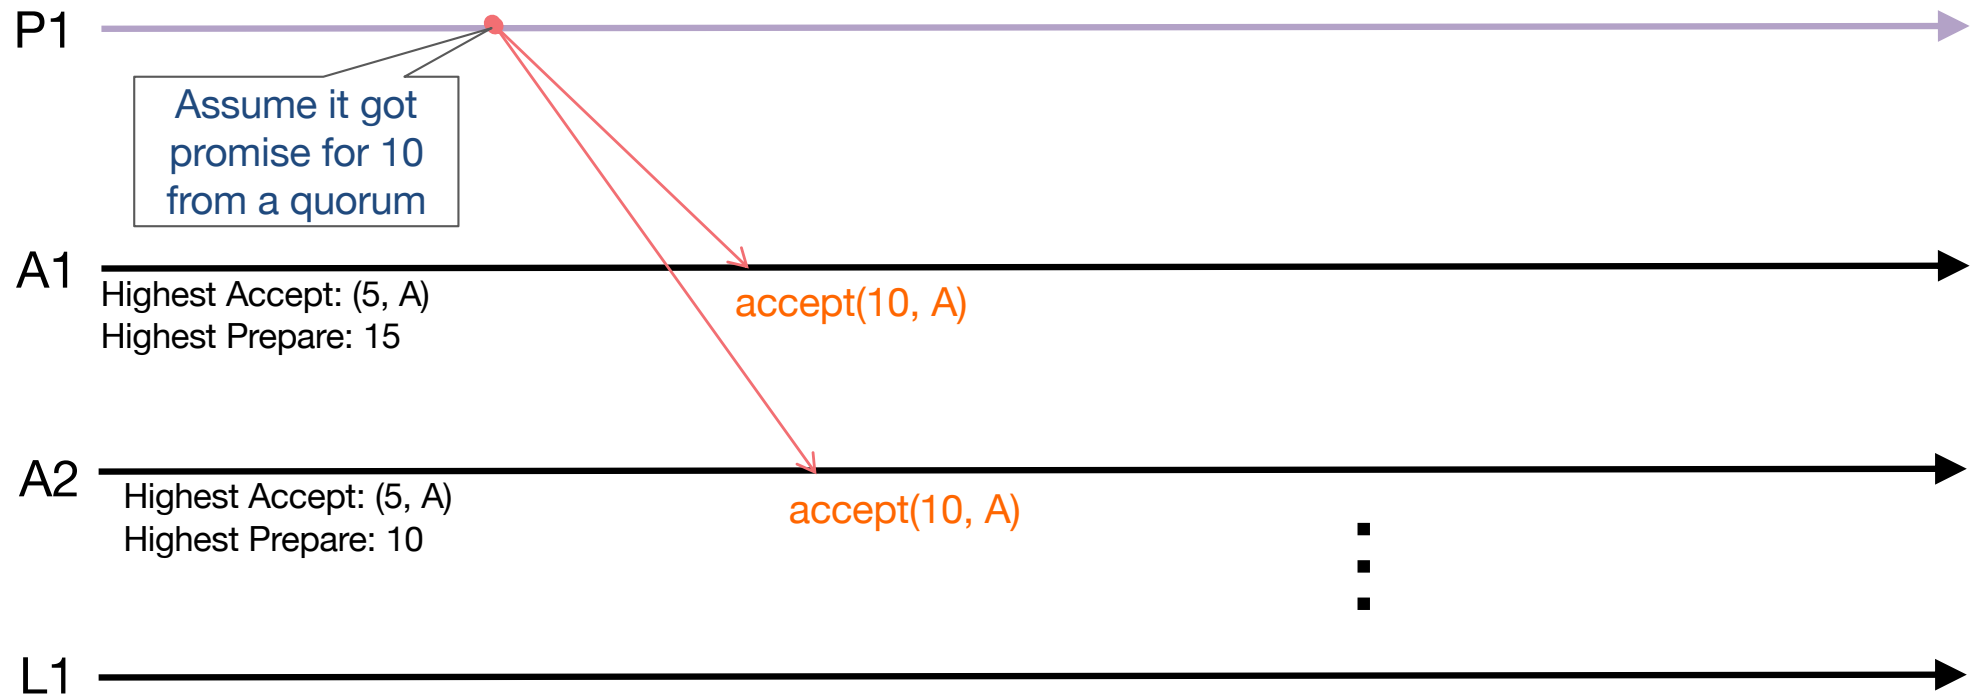 P1
Assume it got
promise for 10
from a quorum
A1
Highest Accept: (5, A)
Highest Prepare: 15
accept(10, A)
A2
Highest Accept: (5, A)
Highest Prepare: 10
accept(10, A)
L1